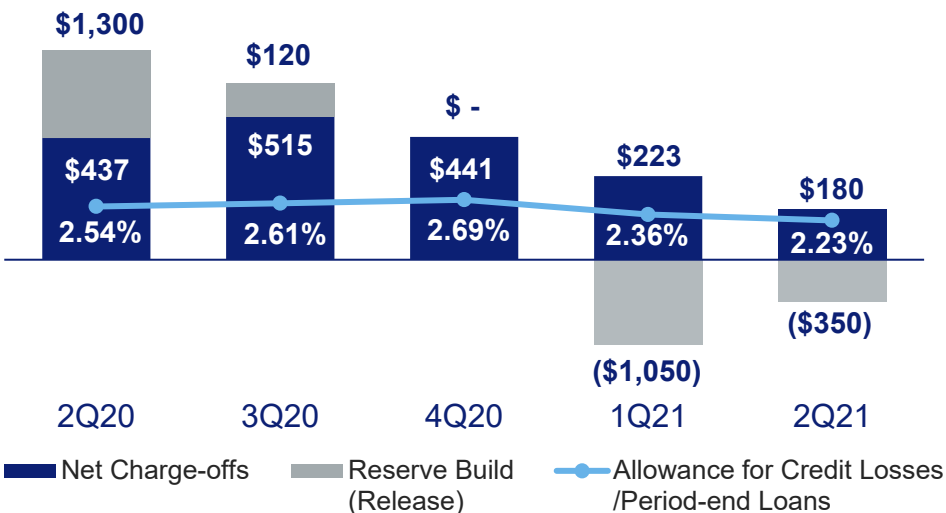 $1,300
$120
$ -
$437
$515
$441
$223
$180
2.54%
2.61%
2.69%
2.36%
2.23%
($1,050)
($350)
2Q20
3Q20
4Q20
1Q21
2Q21
Net Charge-offs
Reserve Build
(Release)
Allowance for Credit Losses
/Period-end Loans